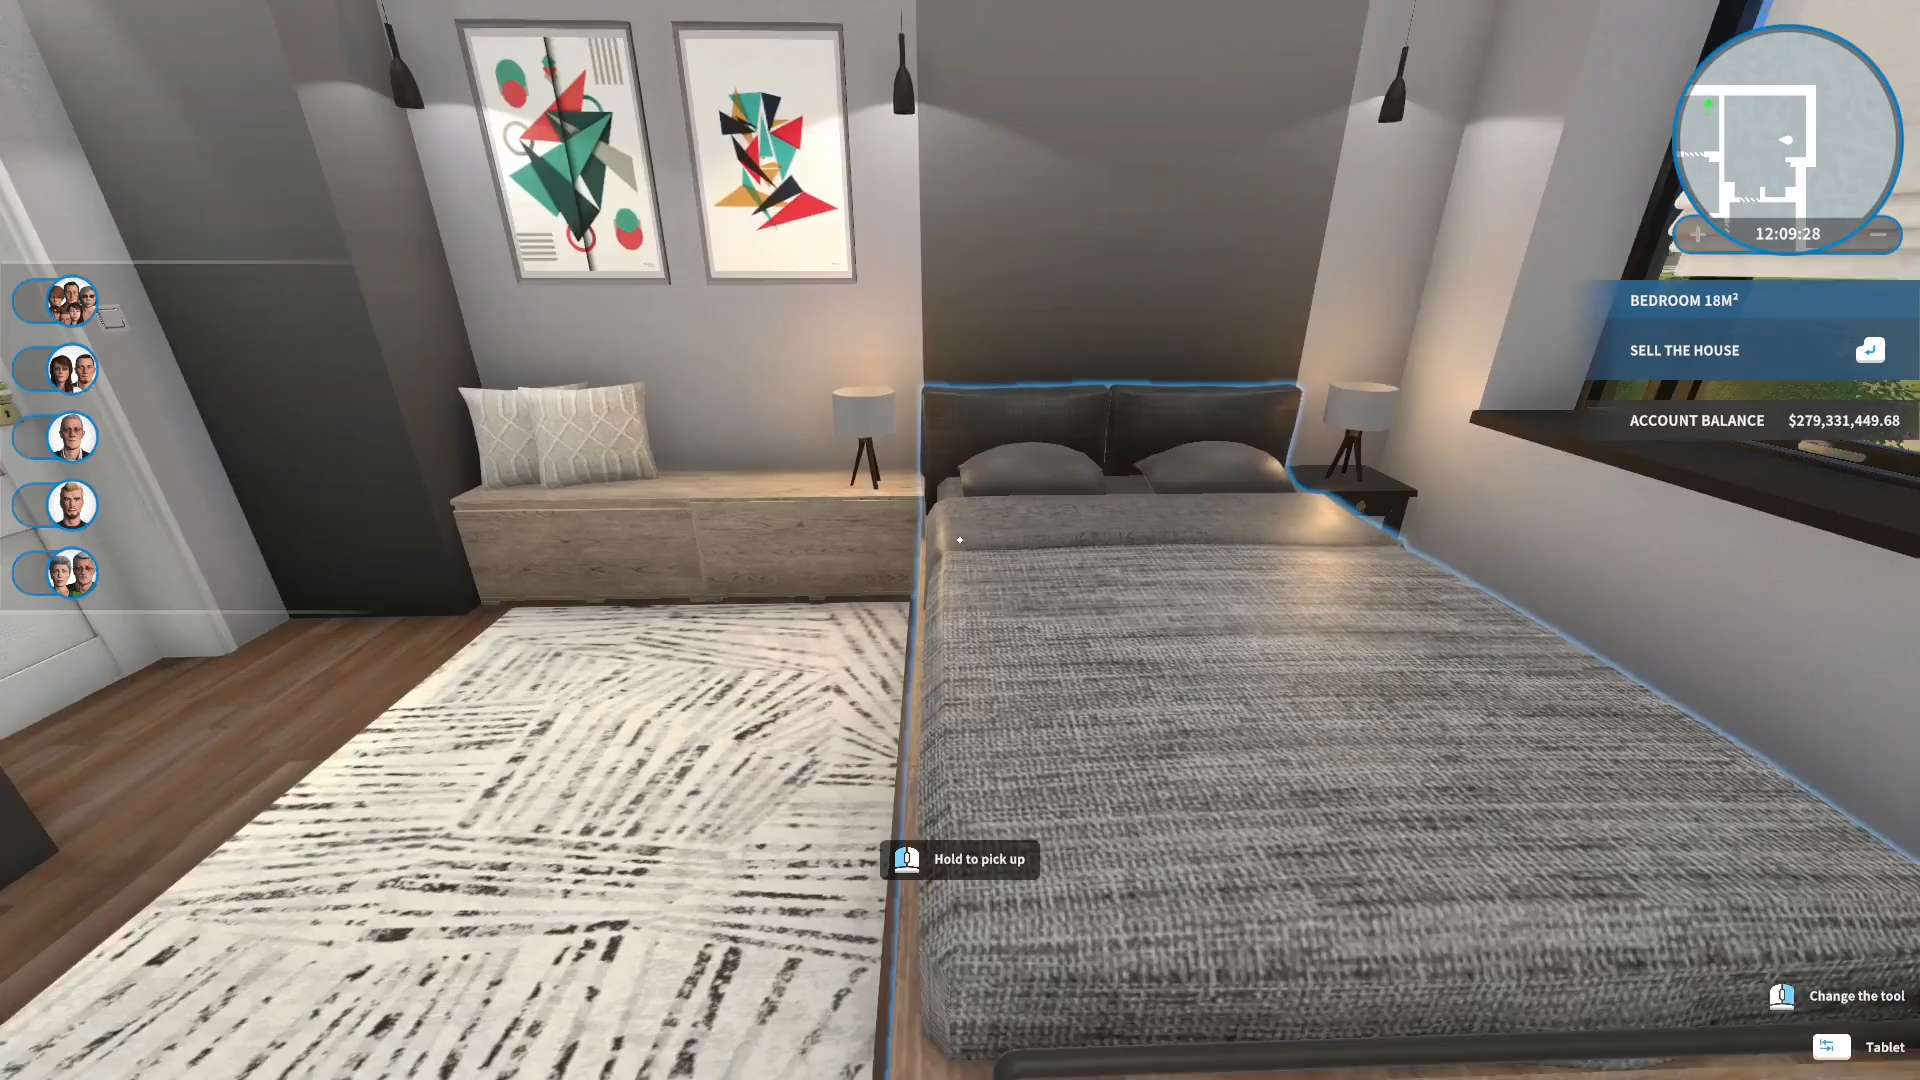 12:09:28
BEDROOM 18M²
SELL THE HOUSE
ACCOUNT BALANCE $279,331,449.68
Hold to pick up
Change the tool
Tablet